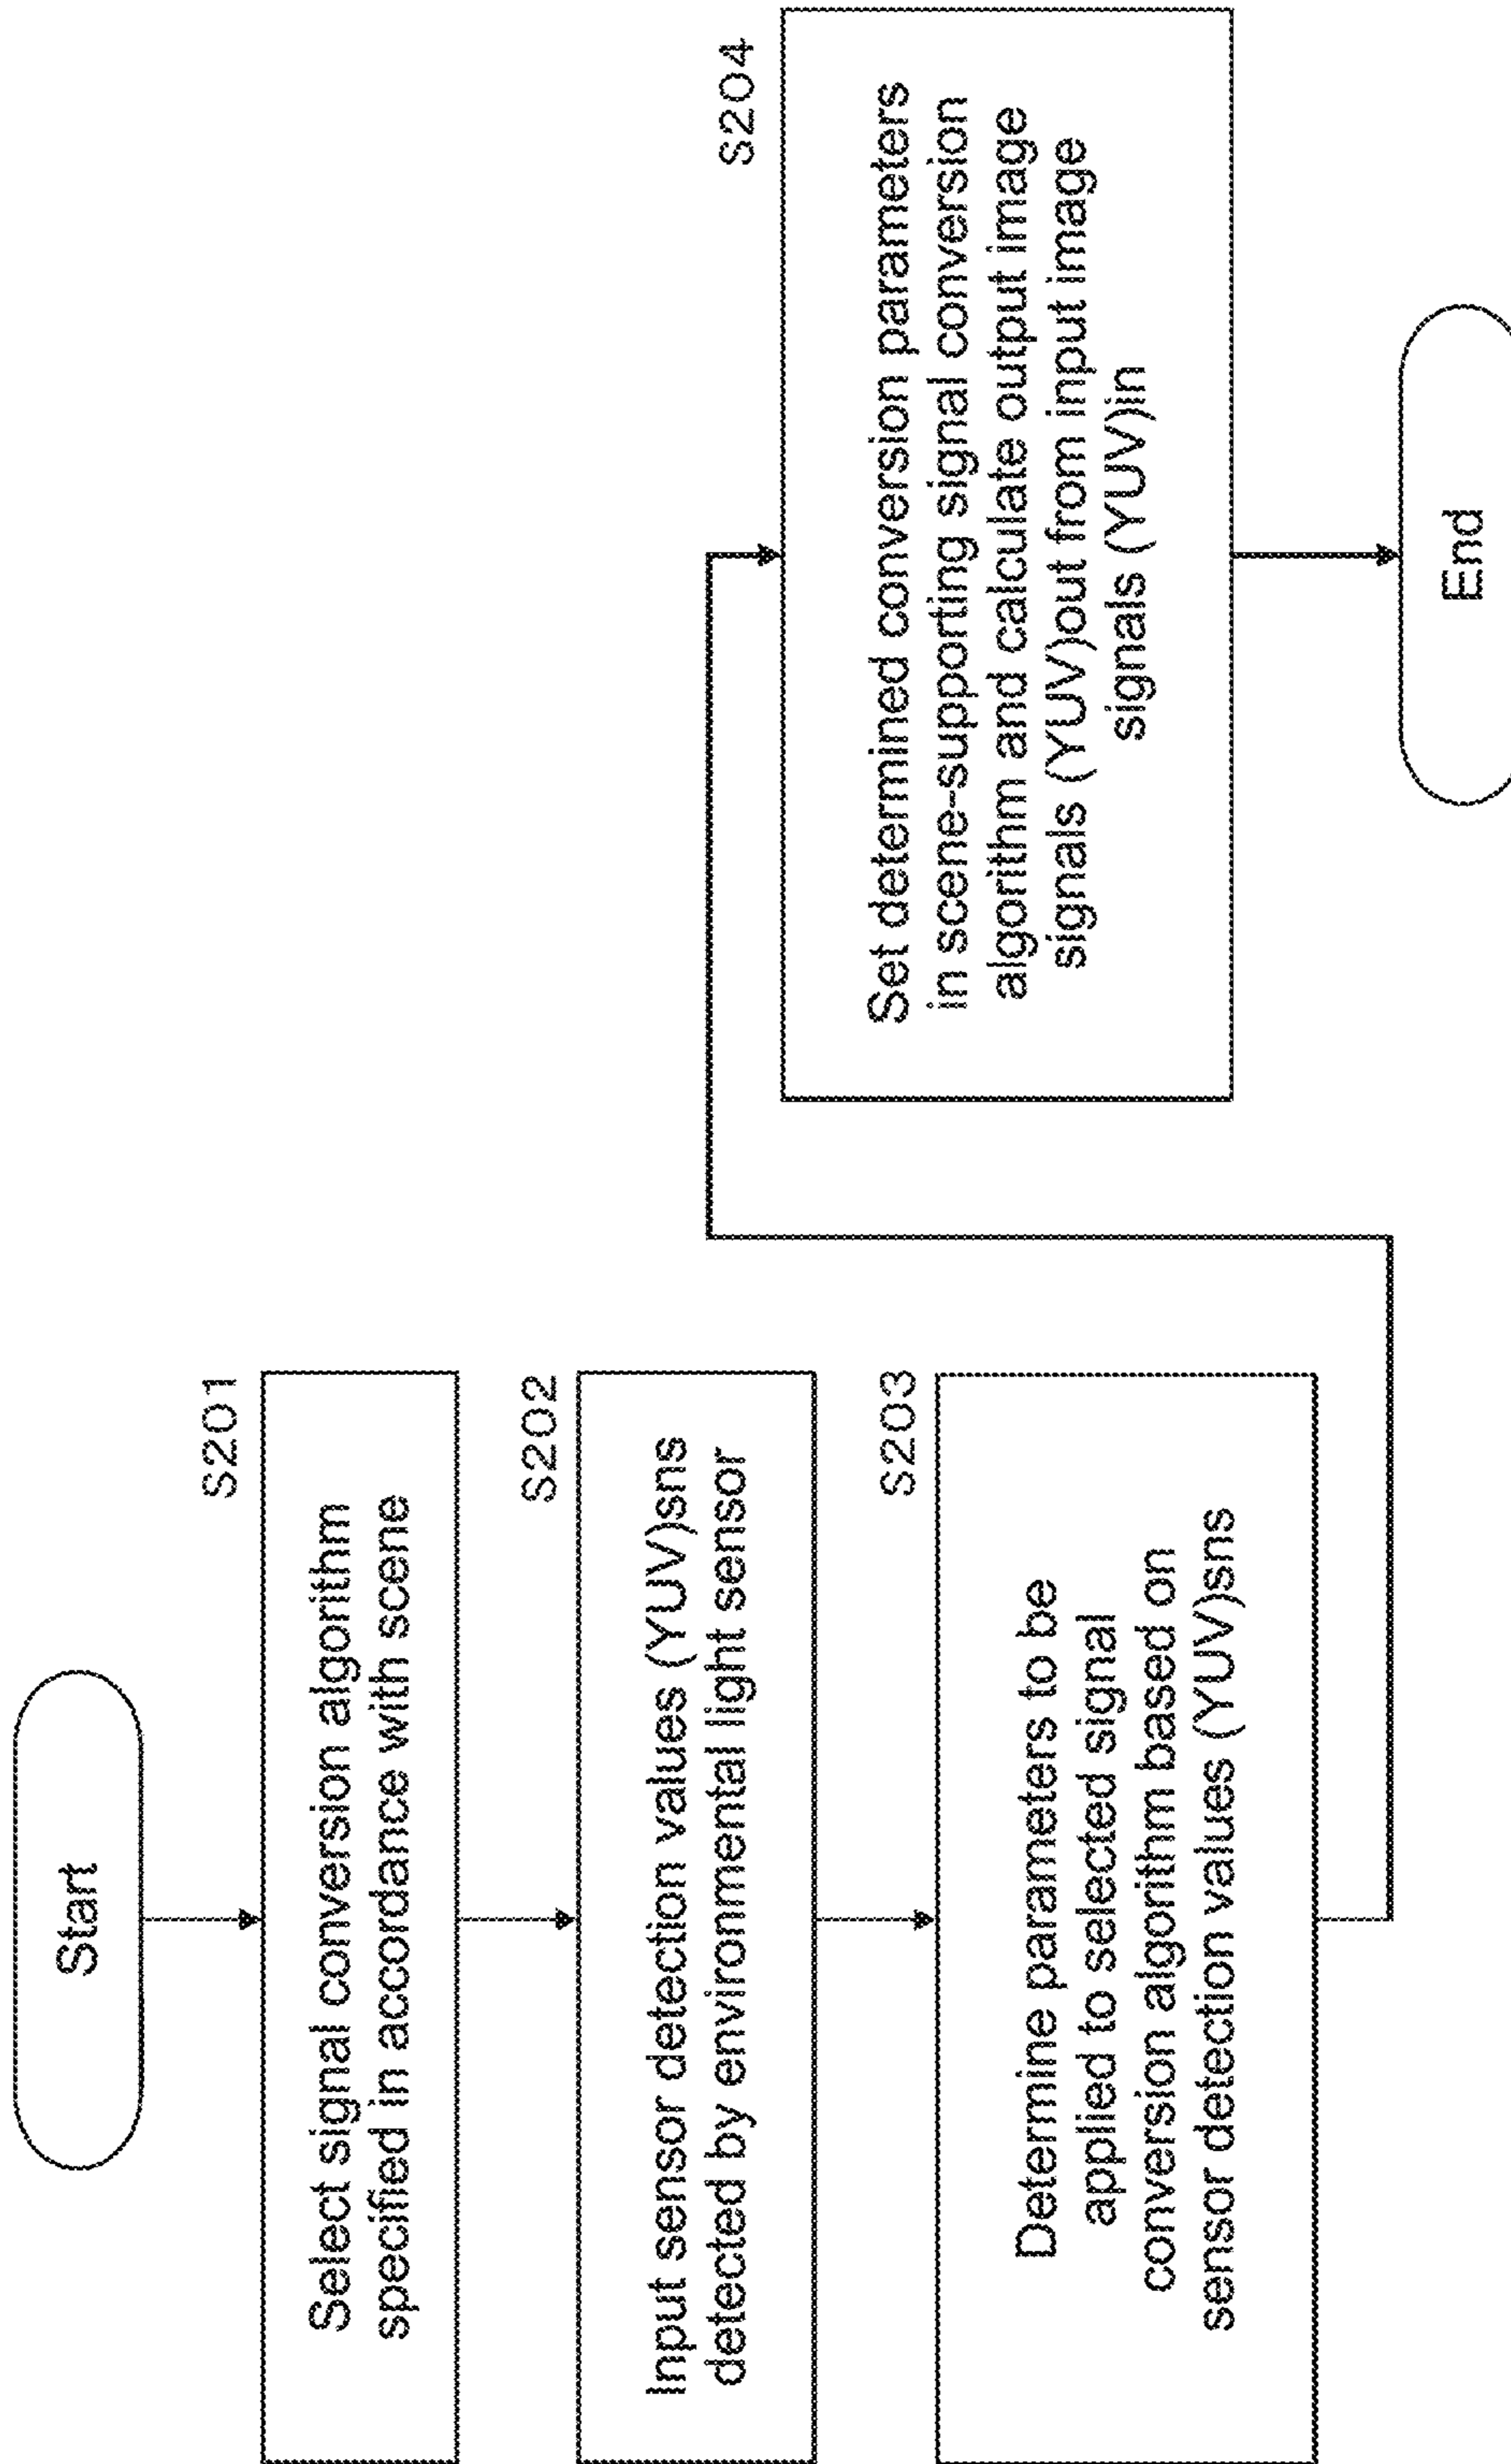 Start
S201
Select signal conversion algorithm
specified in accordance with scene
S202
Input sensor detection values (YUV)sns
detected by environmental light sensor
S203
Determine parameters to be
applied to selected signal
conversion algorithm based on
sensor detection values (YUV)sns
S204
Set determined conversion parameters
in scene-supporting signal conversion
algorithm and calculate output image
signals (YUV)out from input image
signals (YUV)in
End